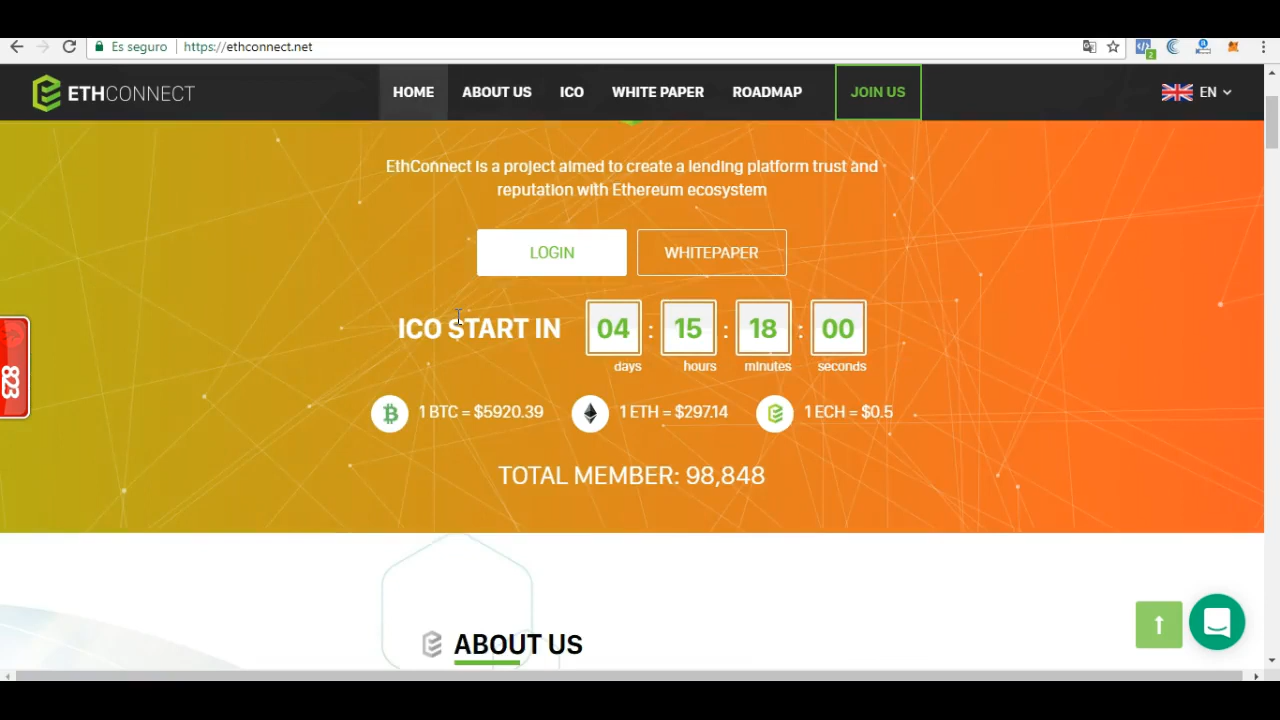 Es seguro https://ethconnect.net
2
ETHCONNECT HOME ABOUT US ICO WHITE PAPER ROADMAP JOIN US EN
EthConnect is a project aimed to create a lending platform trust and
reputation with Ethereum ecosystem
LOGIN WHITEPAPER
ICO START IN 04 : 15 : 18 : 00
days hours minutes seconds
823
1 BTC = $5920.39 1 ETH = $297.14 1 ECH = $0.5
TOTAL MEMBER: 98,848
ABOUT US